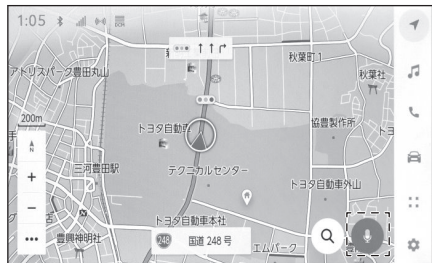 1:05
秋葉町1
アトリスパーク豊田丸山
秋葉社
200m
トヨタ自動車
協豊製作所
N
三河豊田駅
テクニカルセンター
トヨタ自動車外山
トヨタ自動車本社
豊興神明社
248
国道 248 号
エムパーク